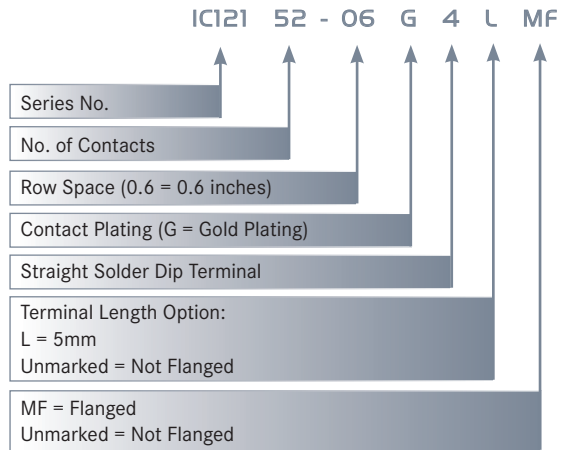 IC121 52 - 06 G 4 L MF
Series No.
No. of Contacts
Row Space (0.6 = 0.6 inches)
Contact Plating (G = Gold Plating)
Straight Solder Dip Terminal
Terminal Length Option:
L = 5mm
Unmarked = Not Flanged
MF = Flanged
Unmarked = Not Flanged